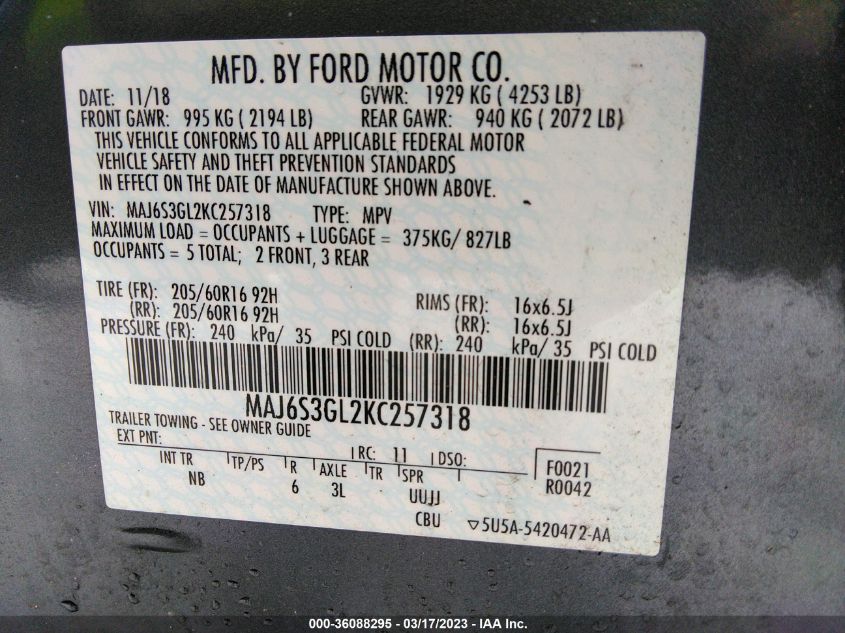 MFD. BY FORD MOTOR CO.
DATE: 11/18 GVWR: 1929 KG ( 4253 LB)
FRONT GAWR: 995 KG ( 2194 LB) REAR GAWR: 940 KG ( 2072 LB)
THIS VEHICLE CONFORMS TO ALL APPLICABLE FEDERAL MOTOR
VEHICLE SAFETY AND THEFT PREVENTION STANDARDS
IN EFFECT ON THE DATE OF MANUFACTURE SHOWN ABOVE.
VIN: MAJ6S3GL2KC257318 TYPE: MPV
MAXIMUM LOAD = OCCUPANTS + LUGGAGE = 375KG/ 827LB
OCCUPANTS = 5 TOTAL; 2 FRONT, 3 REAR
TIRE (FR): 205/60R16 92H RIMS (FR): 16x6.5J
(RR): 205/60R16 92H (RR): 16x6.5J
PRESSURE (FR): 240 kPa/ 35 PSI COLD (RR): 240 kPa/ 35 PSI COLD
MAJ6S3GL2KC257318
TRAILER TOWING - SEE OWNER GUIDE
EXT PNT: RC: 11 DSO: F0021
INT TR TP/PS R AXLE TR SPR R0042
NB 6 3L UUJJ
CBU ▽5U5A-5420472-AA
000-36088295 - 03/17/2023 - IAA Inc.